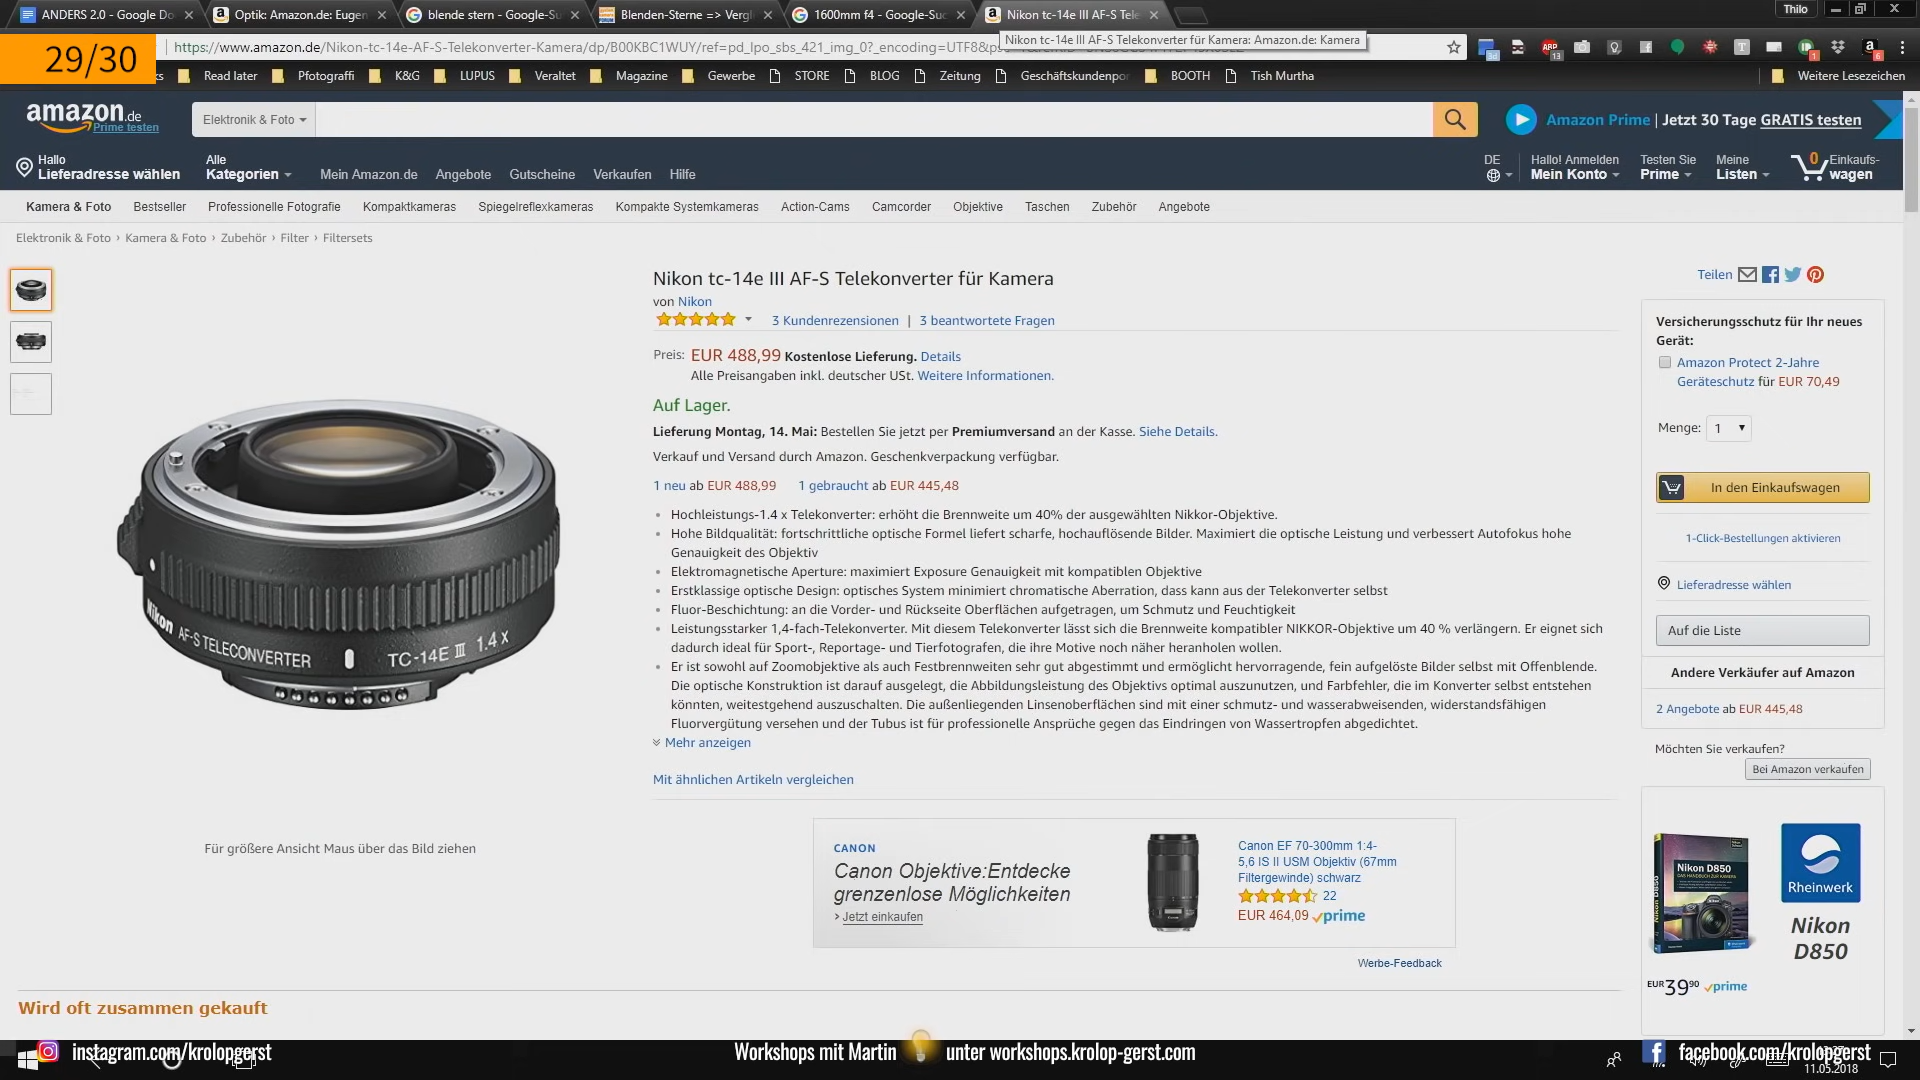 ANDERS 2.0 - Google Do
Optik: Amazon.de: Eugen
blende stern - Google-Su
Blenden-Sterne => Vergl
1600mm f4 - Google-Suc
Nikon tc-14e III AF-S Tele
Thilo
29/30
https://www.amazon.de/Nikon-tc-14e-AF-S-Telekonverter-Kamera/dp/B00KBC1WUY/ref=pd_lpo_sbs_421_img_0?_encoding=UTF8&ps
Nikon tc-14e III AF-S Telekonverter für Kamera: Amazon.de: Kamera
Read later
Pfotograffi
K&G
LUPUS
Veraltet
Magazine
Gewerbe
STORE
BLOG
Zeitung
Geschäftskundenpor
BOOTH
Tish Murtha
Weitere Lesezeichen
amazon.de
Prime testen
Elektronik & Foto
Amazon Prime | Jetzt 30 Tage GRATIS testen
Hallo
Lieferadresse wählen
Alle
Kategorien
Mein Amazon.de
Angebote
Gutscheine
Verkaufen
Hilfe
DE
Hallo! Anmelden
Mein Konto
Testen Sie
Prime
Meine
Listen
0
Einkaufs-
wagen
Kamera & Foto
Bestseller
Professionelle Fotografie
Kompaktkameras
Spiegelreflexkameras
Kompakte Systemkameras
Action-Cams
Camcorder
Objektive
Taschen
Zubehör
Angebote
Elektronik & Foto › Kamera & Foto › Zubehör › Filter › Filtersets
Nikon AF-S TELECONVERTER TC-14E III 1.4x
Für größere Ansicht Maus über das Bild ziehen
Nikon tc-14e III AF-S Telekonverter für Kamera
von Nikon
3 Kundenrezensionen | 3 beantwortete Fragen
Preis: EUR 488,99 Kostenlose Lieferung. Details
Alle Preisangaben inkl. deutscher USt. Weitere Informationen.
Auf Lager.
Lieferung Montag, 14. Mai: Bestellen Sie jetzt per Premiumversand an der Kasse. Siehe Details.
Verkauf und Versand durch Amazon. Geschenkverpackung verfügbar.
1 neu ab EUR 488,99 1 gebraucht ab EUR 445,48
• Hochleistungs-1.4 x Telekonverter: erhöht die Brennweite um 40% der ausgewählten Nikkor-Objektive.
• Hohe Bildqualität: fortschrittliche optische Formel liefert scharfe, hochauflösende Bilder. Maximiert die optische Leistung und verbessert Autofokus hohe
Genauigkeit des Objektiv
• Elektromagnetische Aperture: maximiert Exposure Genauigkeit mit kompatiblen Objektive
• Erstklassige optische Design: optisches System minimiert chromatische Aberration, dass kann aus der Telekonverter selbst
• Fluor-Beschichtung: an die Vorder- und Rückseite Oberflächen aufgetragen, um Schmutz und Feuchtigkeit
• Leistungsstarker 1,4-fach-Telekonverter. Mit diesem Telekonverter lässt sich die Brennweite kompatibler NIKKOR-Objektive um 40 % verlängern. Er eignet sich
dadurch ideal für Sport-, Reportage- und Tierfotografen, die ihre Motive noch näher heranholen wollen.
• Er ist sowohl auf Zoomobjektive als auch Festbrennweiten sehr gut abgestimmt und ermöglicht hervorragende, fein aufgelöste Bilder selbst mit Offenblende.
Die optische Konstruktion ist darauf ausgelegt, die Abbildungsleistung des Objektivs optimal auszunutzen, und Farbfehler, die im Konverter selbst entstehen
könnten, weitestgehend auszuschalten. Die außenliegenden Linsenoberflächen sind mit einer schmutz- und wasserabweisenden, widerstandsfähigen
Fluorvergütung versehen und der Tubus ist für professionelle Ansprüche gegen das Eindringen von Wassertropfen abgedichtet.
Mehr anzeigen
Mit ähnlichen Artikeln vergleichen
CANON
Canon Objektive:Entdecke
grenzenlose Möglichkeiten
› Jetzt einkaufen
Canon EF 70-300mm 1:4-
5,6 IS II USM Objektiv (67mm
Filtergewinde) schwarz
22
EUR 464,09 prime
Werbe-Feedback
Teilen
Versicherungsschutz für Ihr neues
Gerät:
Amazon Protect 2-Jahre
Geräteschutz für EUR 70,49
Menge: 1
In den Einkaufswagen
1-Click-Bestellungen aktivieren
Lieferadresse wählen
Auf die Liste
Andere Verkäufer auf Amazon
2 Angebote ab EUR 445,48
Möchten Sie verkaufen?
Bei Amazon verkaufen
Nikon D850
Rheinwerk
Nikon
D850
EUR 39 90 prime
Wird oft zusammen gekauft
instagram.com/krolopgerst
Workshops mit Martin unter workshops.krolop-gerst.com
facebook.com/krolopgerst
11.05.2018